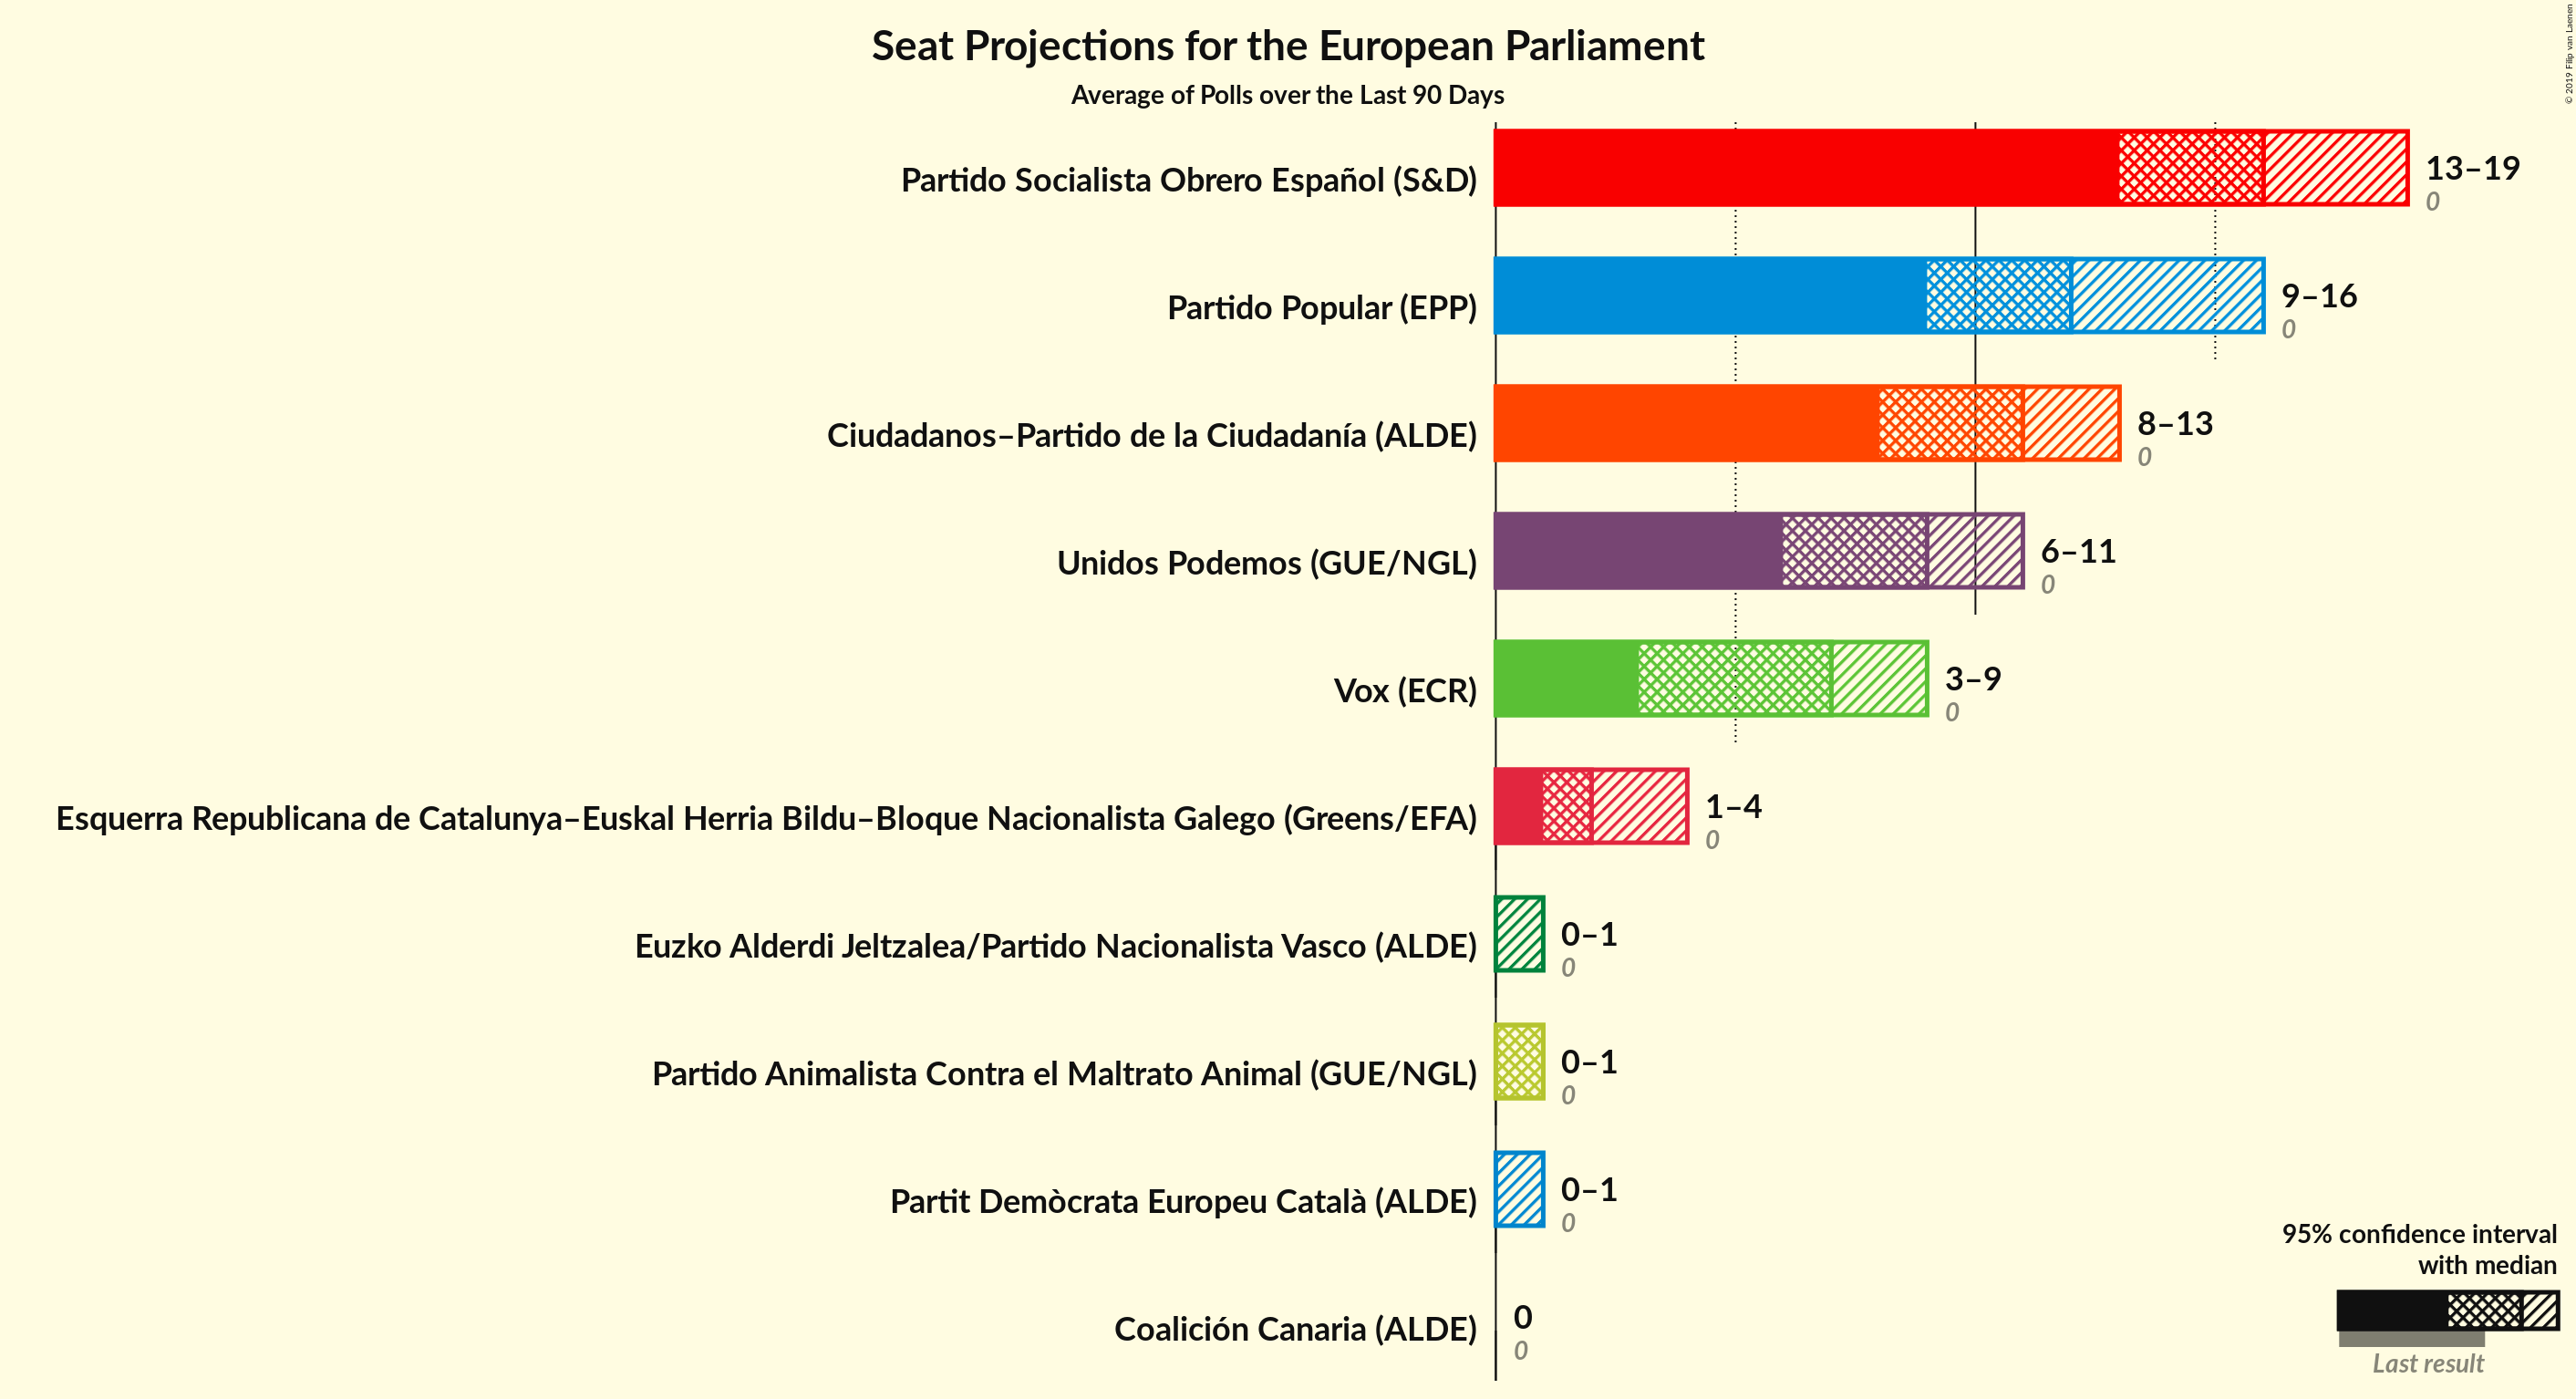 Seat Projections for the European Parliament
Average of Polls over the Last 90 Days
© 2019 Filip van Laenen
Partido Socialista Obrero Español (S&D)
13–19
0
Partido Popular (EPP)
9–16
0
Ciudadanos–Partido de la Ciudadanía (ALDE)
8–13
0
Unidos Podemos (GUE/NGL)
6–11
0
Vox (ECR)
3–9
0
Esquerra Republicana de Catalunya–Euskal Herria Bildu–Bloque Nacionalista Galego (Greens/EFA)
1–4
0
Euzko Alderdi Jeltzalea/Partido Nacionalista Vasco (ALDE)
0–1
0
Partido Animalista Contra el Maltrato Animal (GUE/NGL)
0–1
0
Partit Demòcrata Europeu Català (ALDE)
0–1
0
Coalición Canaria (ALDE)
0
0
95% confidence interval
with median
Last result